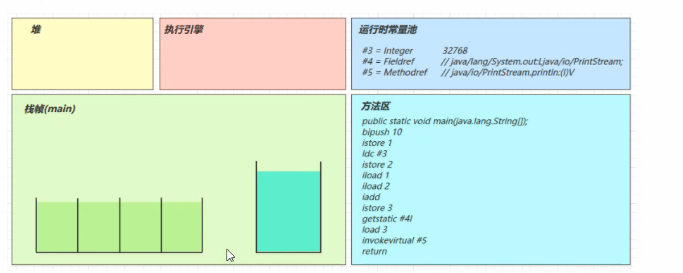 堆
执行引擎
运行时常量池
#3 = Integer 32768
#4 = Fieldref // java/lang/System.out:Ljava/io/PrintStream;
#5 = Methodref // java/io/PrintStream.println:(I)V
栈帧(main)
方法区
public static void main(java.lang.String[]);
bipush 10
istore 1
ldc #3
istore 2
iload 1
iload 2
iadd
istore 3
getstatic #4l
load 3
invokevirtual #5
return